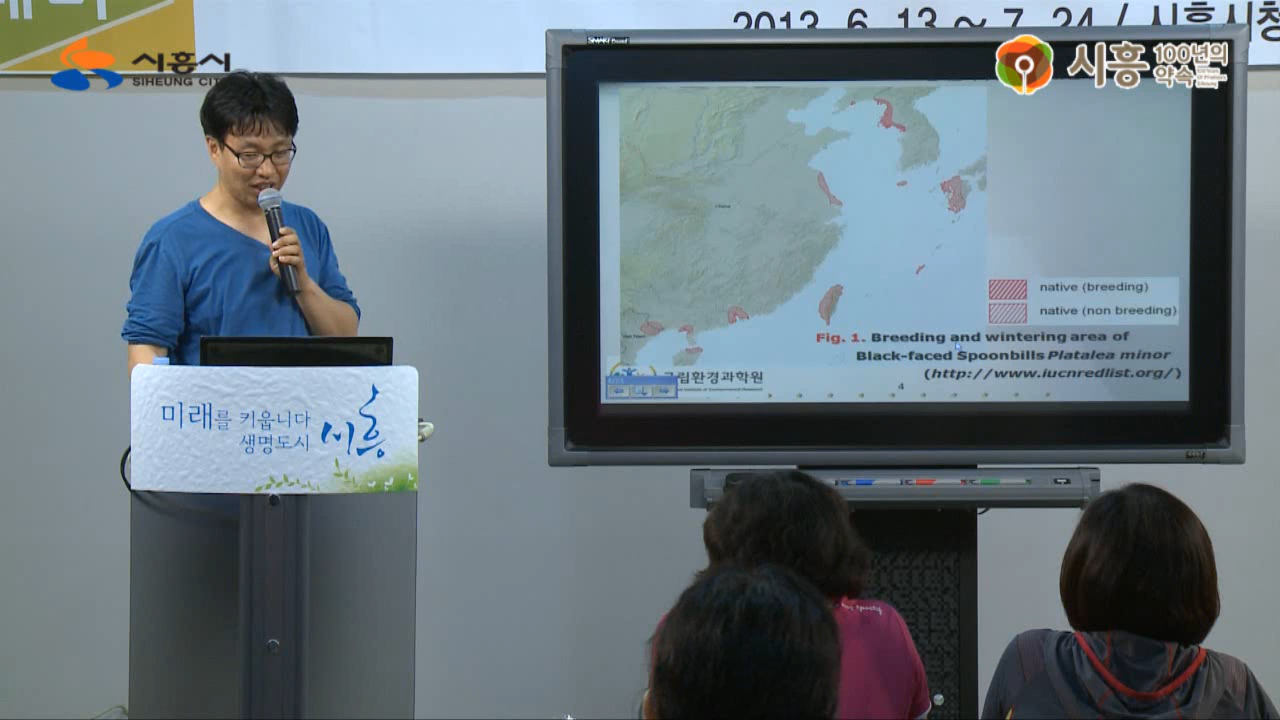 2013. 6. 13 ~ 7. 24 / 시흥시청
시흥시
SIHEUNG CITY
시흥 100년의
약속
SMART Board
China
native (breeding)
native (non breeding)
Fig. 1. Breeding and wintering area of
Black-faced Spoonbills Platalea minor
(http://www.iucnredlist.org/)
국립환경과학원
4
미래를 키웁니다
생명도시 시흥